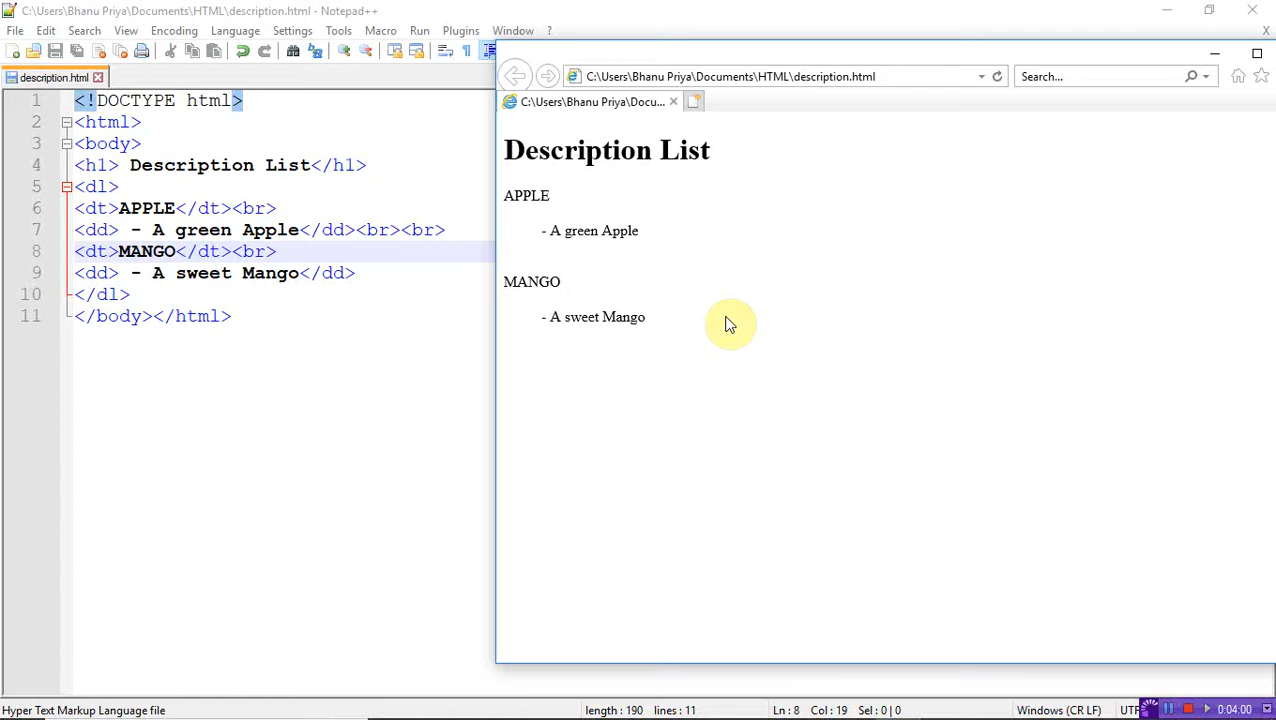 C:\Users\Bhanu Priya\Documents\HTML\description.html - Notepad++
File Edit Search View Encoding Language Settings Tools Macro Run Plugins Window ? X
description.html
1 <!DOCTYPE html>
2 <html>
3 <body>
4 <h1> Description List</h1>
5 <dl>
6 <dt>APPLE</dt><br>
7 <dd> - A green Apple</dd><br><br>
8 <dt>MANGO</dt><br>
9 <dd> - A sweet Mango</dd>
10 </dl>
11 </body></html>
C:\Users\Bhanu Priya\Documents\HTML\description.html
Search...
C:\Users\Bhanu Priya\Docu...
Description List
APPLE
- A green Apple
MANGO
- A sweet Mango
Hyper Text Markup Language file length : 190 lines : 11 Ln : 8 Col : 19 Sel : 0 | 0 Windows (CR LF) UTF 04:00